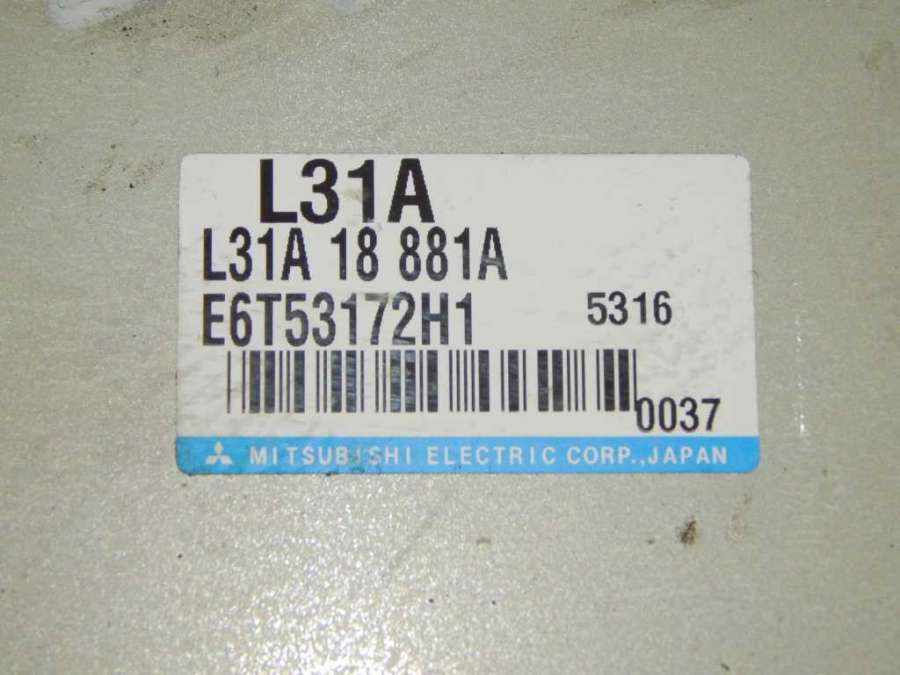 L31A
L31A 18 881A
E6T53172H1 5316
0037
MITSUBISHI ELECTRIC CORP.,JAPAN